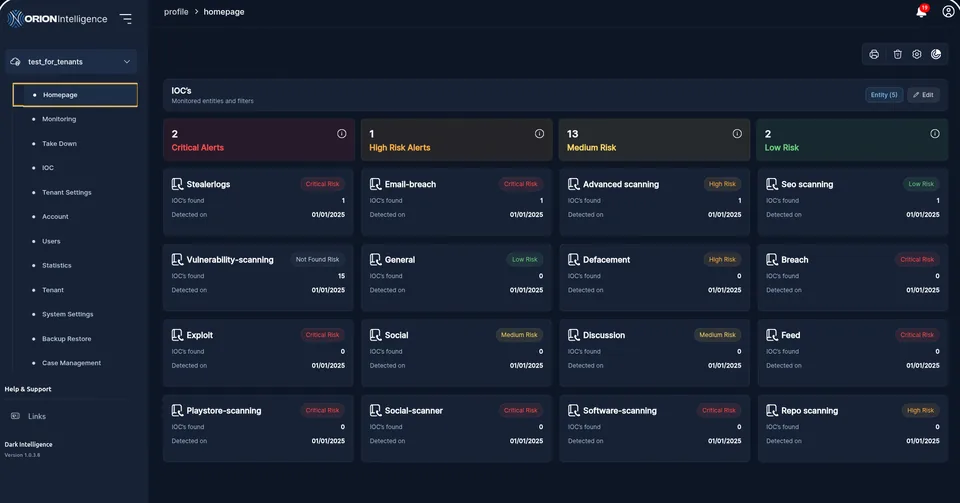 ORIONIntelligence
profile > homepage
19
test_for_tenants
Homepage
Monitoring
Take Down
IOC
Tenant Settings
Account
Users
Statistics
Tenant
System Settings
Backup Restore
Case Management
Help & Support
Links
Dark Intelligence
Version 1.0.3.8
IOC's
Monitored entities and filters
Entity (5)
Edit
2
Critical Alerts
1
High Risk Alerts
13
Medium Risk
2
Low Risk
Stealerlogs Critical Risk
IOC's found 1
Detected on 01/01/2025
Email-breach Critical Risk
IOC's found 1
Detected on 01/01/2025
Advanced scanning High Risk
IOC's found 1
Detected on 01/01/2025
Seo scanning Low Risk
IOC's found 1
Detected on 01/01/2025
Vulnerability-scanning Not Found Risk
IOC's found 15
Detected on 01/01/2025
General Low Risk
IOC's found 0
Detected on 01/01/2025
Defacement High Risk
IOC's found 0
Detected on 01/01/2025
Breach Critical Risk
IOC's found 0
Detected on 01/01/2025
Exploit Critical Risk
IOC's found 0
Detected on 01/01/2025
Social Medium Risk
IOC's found 0
Detected on 01/01/2025
Discussion Medium Risk
IOC's found 0
Detected on 01/01/2025
Feed Critical Risk
IOC's found 0
Detected on 01/01/2025
Playstore-scanning Critical Risk
IOC's found 0
Detected on 01/01/2025
Social-scanner Critical Risk
IOC's found 0
Detected on 01/01/2025
Software-scanning Critical Risk
IOC's found 0
Detected on 01/01/2025
Repo scanning High Risk
IOC's found 0
Detected on 01/01/2025